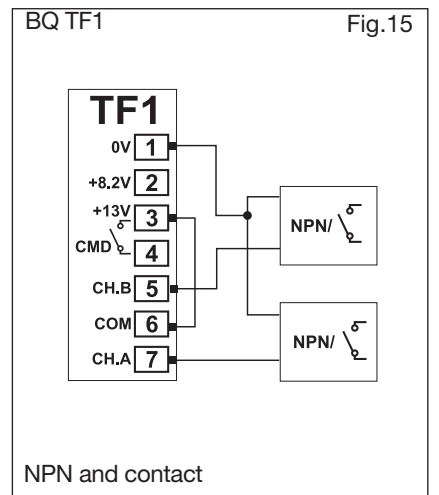 BQ TF1
Fig.15
TF1
0V 1
+8.2V 2
+13V 3
CMD 4
CH.B 5
COM 6
CH.A 7
NPN/
NPN/
NPN and contact